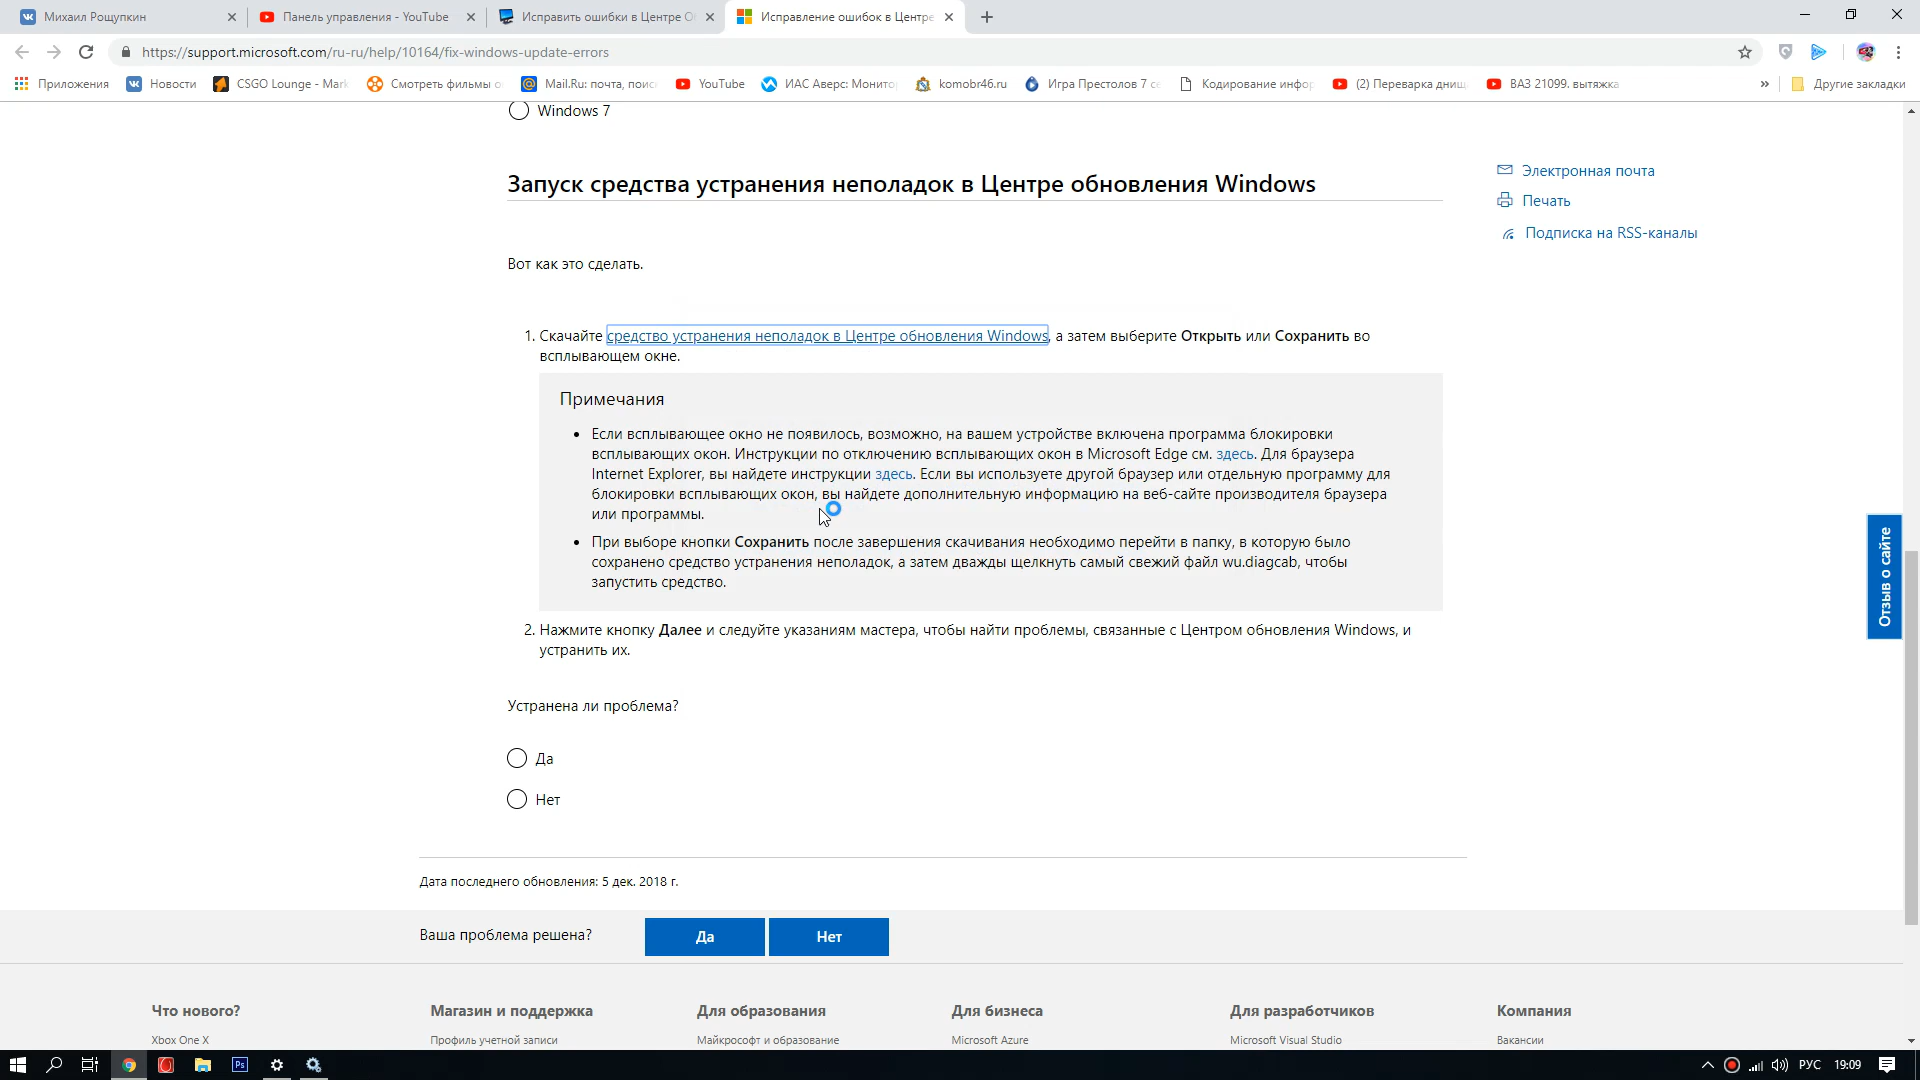 Михаил Рощупкин
Панель управления - YouTube
Исправить ошибки в Центре О
Исправление ошибок в Центре
https://support.microsoft.com/ru-ru/help/10164/fix-windows-update-errors
Приложения
Новости
CSGO Lounge - Mark
Смотреть фильмы о
Mail.Ru: почта, поис
YouTube
ИАС Аверс: Монито
komobr46.ru
Игра Престолов 7 се
Кодирование инфор
(2) Переварка днищ
ВАЗ 21099. вытяжка
»
Другие закладки
Windows 7
Запуск средства устранения неполадок в Центре обновления Windows
Электронная почта
Печать
Подписка на RSS-каналы
Вот как это сделать.
1. Скачайте средство устранения неполадок в Центре обновления Windows, а затем выберите Открыть или Сохранить во
всплывающем окне.
Примечания
• Если всплывающее окно не появилось, возможно, на вашем устройстве включена программа блокировки
всплывающих окон. Инструкции по отключению всплывающих окон в Microsoft Edge см. здесь. Для браузера
Internet Explorer, вы найдете инструкции здесь. Если вы используете другой браузер или отдельную программу для
блокировки всплывающих окон, вы найдете дополнительную информацию на веб-сайте производителя браузера
или программы.
• При выборе кнопки Сохранить после завершения скачивания необходимо перейти в папку, в которую было
сохранено средство устранения неполадок, а затем дважды щелкнуть самый свежий файл wu.diagcab, чтобы
запустить средство.
Отзыв о сайте
2. Нажмите кнопку Далее и следуйте указаниям мастера, чтобы найти проблемы, связанные с Центром обновления Windows, и
устранить их.
Устранена ли проблема?
Да
Нет
Дата последнего обновления: 5 дек. 2018 г.
Ваша проблема решена?
Да
Нет
Что нового?
Магазин и поддержка
Для образования
Для бизнеса
Для разработчиков
Компания
Xbox One X
Профиль учетной записи
Майкрософт и образование
Microsoft Azure
Microsoft Visual Studio
Вакансии
Ps
РУС
19:09